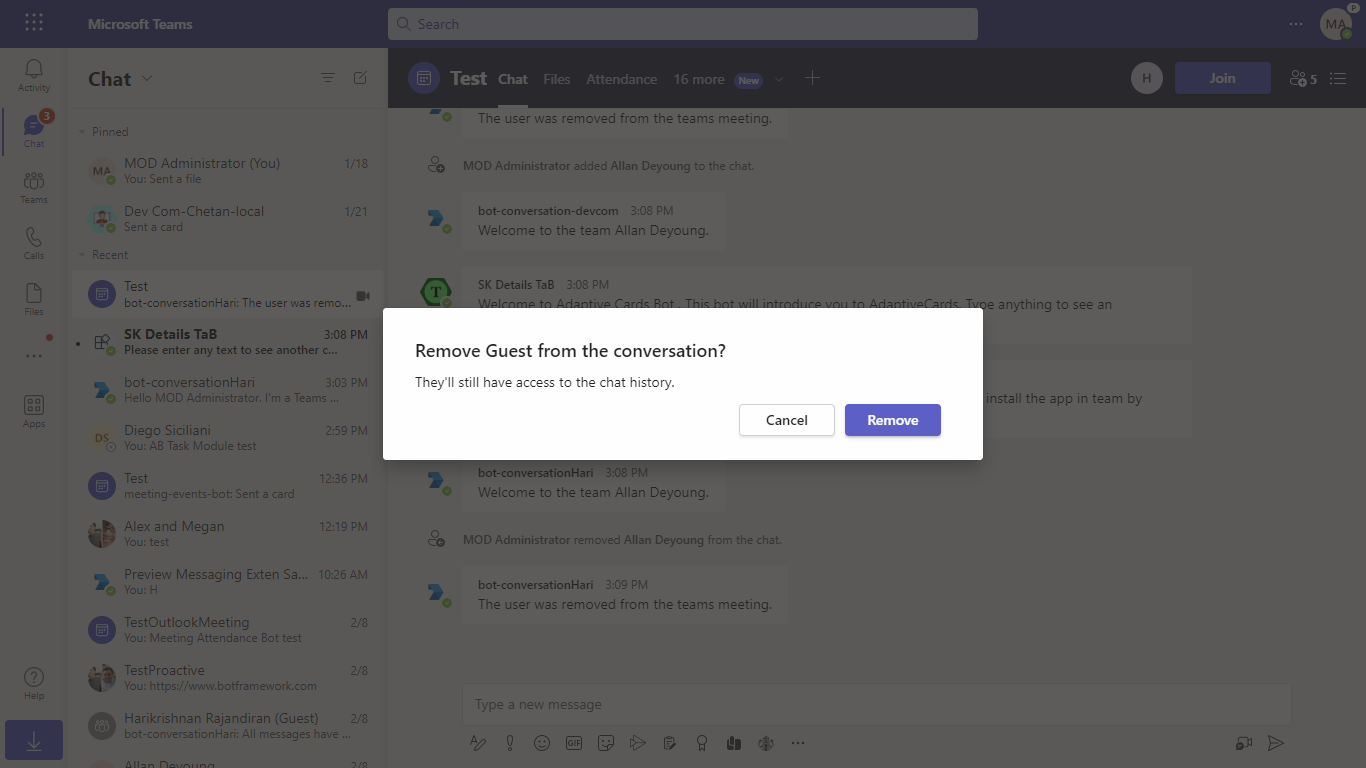 Microsoft Teams
Search
MA
P
Activity
3
Chat
Teams
Calls
Files
Apps
Help
Chat
Pinned
MA
MOD Administrator (You)
1/18
You: Sent a file
Dev Com-Chetan-local
1/21
Sent a card
Recent
Test
bot-conversationHari: The user was remo...
SK Details TaB
3:08 PM
Please enter any text to see another c...
bot-conversationHari
3:03 PM
Hello MOD Administrator. I'm a Teams ...
DS
Diego Siciliani
2:59 PM
You: AB Task Module test
Test
12:36 PM
meeting-events-bot: Sent a card
Alex and Megan
12:19 PM
You: test
Preview Messaging Exten Sa...
10:26 AM
You: H
TestOutlookMeeting
2/8
You: Meeting Attendance Bot test
TestProactive
2/8
You: https://www.botframework.com
Harikrishnan Rajandiran (Guest)
2/8
bot-conversationHari: All messages have ...
Allan Deyoung
2/8
Test
Chat
Files
Attendance
16 more
New
H
Join
5
The user was removed from the teams meeting.
MOD Administrator added Allan Deyoung to the chat.
bot-conversation-devcom 3:08 PM
Welcome to the team Allan Deyoung.
T
SK Details TaB 3:08 PM
Welcome to Adaptive Cards Bot . This bot will introduce you to AdaptiveCards. Type anything to see an
Remove Guest from the conversation?
They'll still have access to the chat history.
Cancel
Remove
install the app in team by
bot-conversationHari 3:08 PM
Welcome to the team Allan Deyoung.
MOD Administrator removed Allan Deyoung from the chat.
bot-conversationHari 3:09 PM
The user was removed from the teams meeting.
Type a new message
GIF